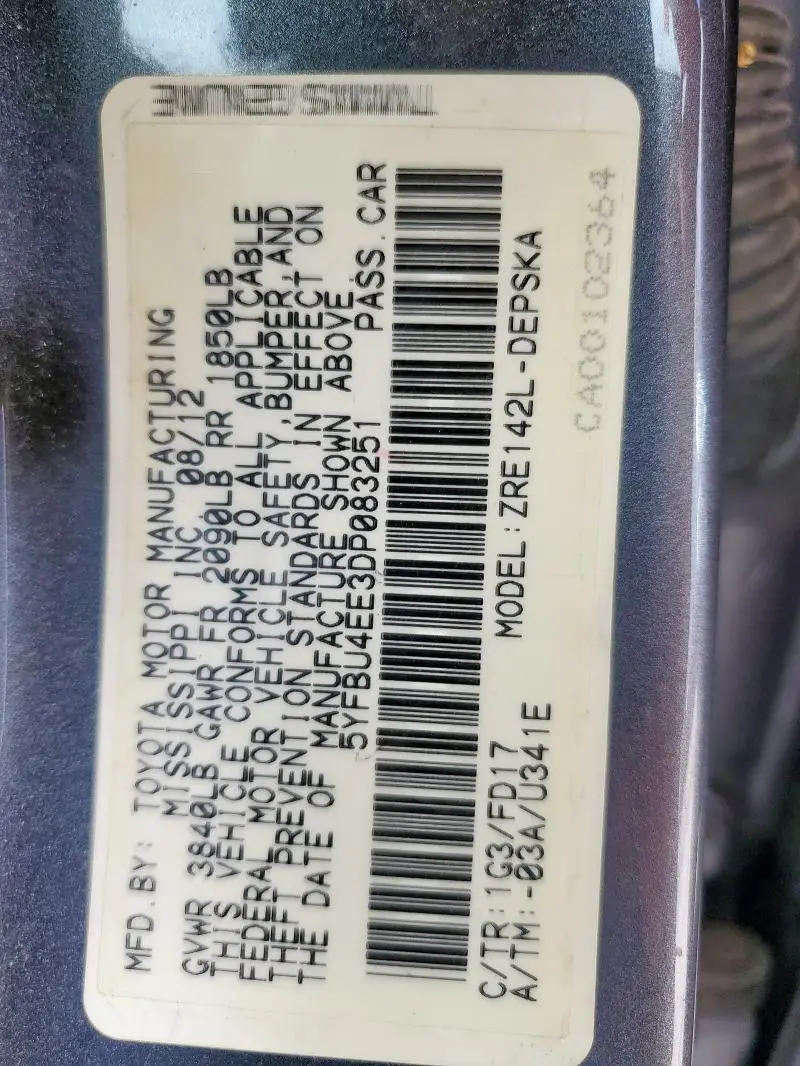 MFD.BY: TOYOTA MOTOR MANUFACTURING
MISSISSIPPI INC. 08/12
GVWR 3840LB GAWR FR 2090LB RR 1850LB
THIS VEHICLE CONFORMS TO ALL APPLICABLE
FEDERAL MOTOR VEHICLE SAFETY, BUMPER, AND
THEFT PREVENTION STANDARDS IN EFFECT ON
THE DATE OF MANUFACTURE SHOWN ABOVE.
5YFBU4EE3DP083251 PASS.CAR
C/TR:1G3/FD17 MODEL:ZRE142L-DEPSKA
A/TM:-03A/U341E
CA00102364